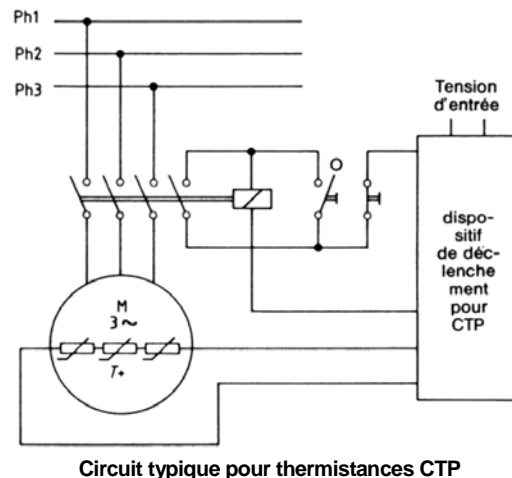 Ph1
Ph2
Ph3
Tension
d'entrée
O
dispo-
sitif
de déc-
lenche
ment
pour
CTP
M
3~
T+
Circuit typique pour thermistances CTP